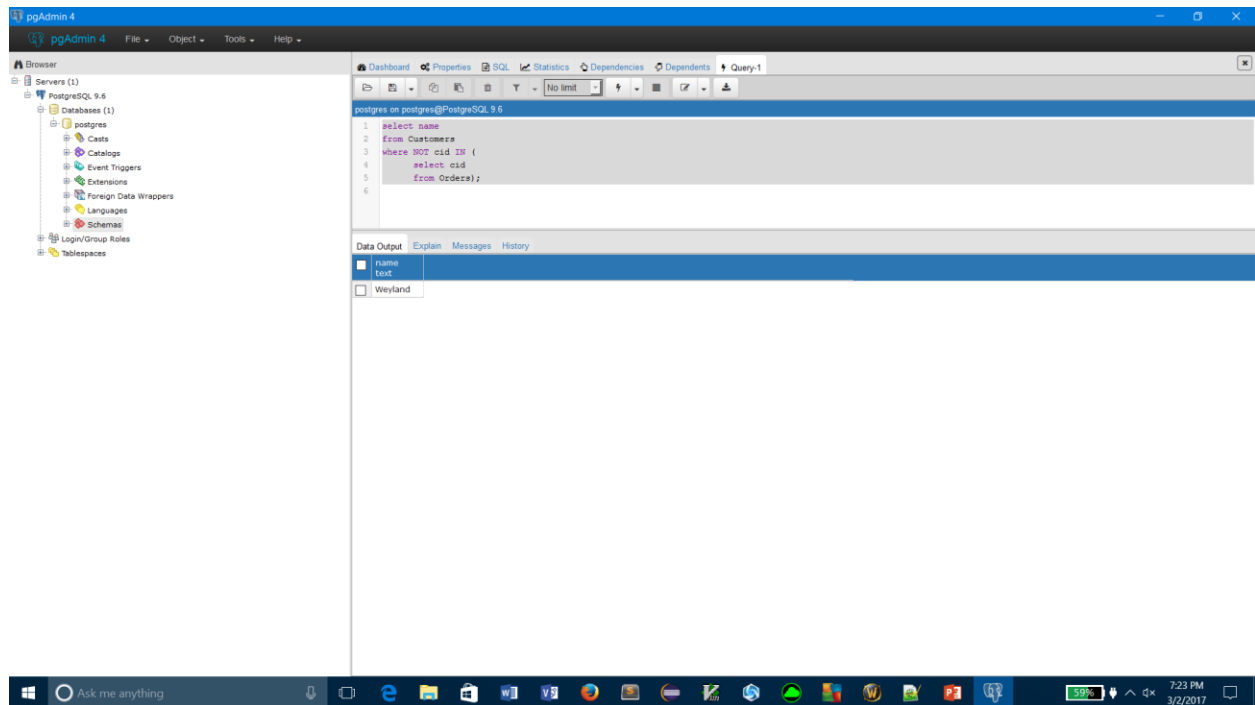 pgAdmin 4
pgAdmin 4 File Object Tools Help
Browser
Servers (1)
PostgreSQL 9.6
Databases (1)
postgres
Casts
Catalogs
Event Triggers
Extensions
Foreign Data Wrappers
Languages
Schemas
Login/Group Roles
Tablespaces
Dashboard Properties SQL Statistics Dependencies Dependents Query-1
No limit
postgres on postgres@PostgreSQL 9.6
1 select name
2 from Customers
3 where NOT cid IN (
4 select cid
5 from Orders);
6
Data Output Explain Messages History
name
text
Weyland
Ask me anything
59%
7:23 PM
3/2/2017